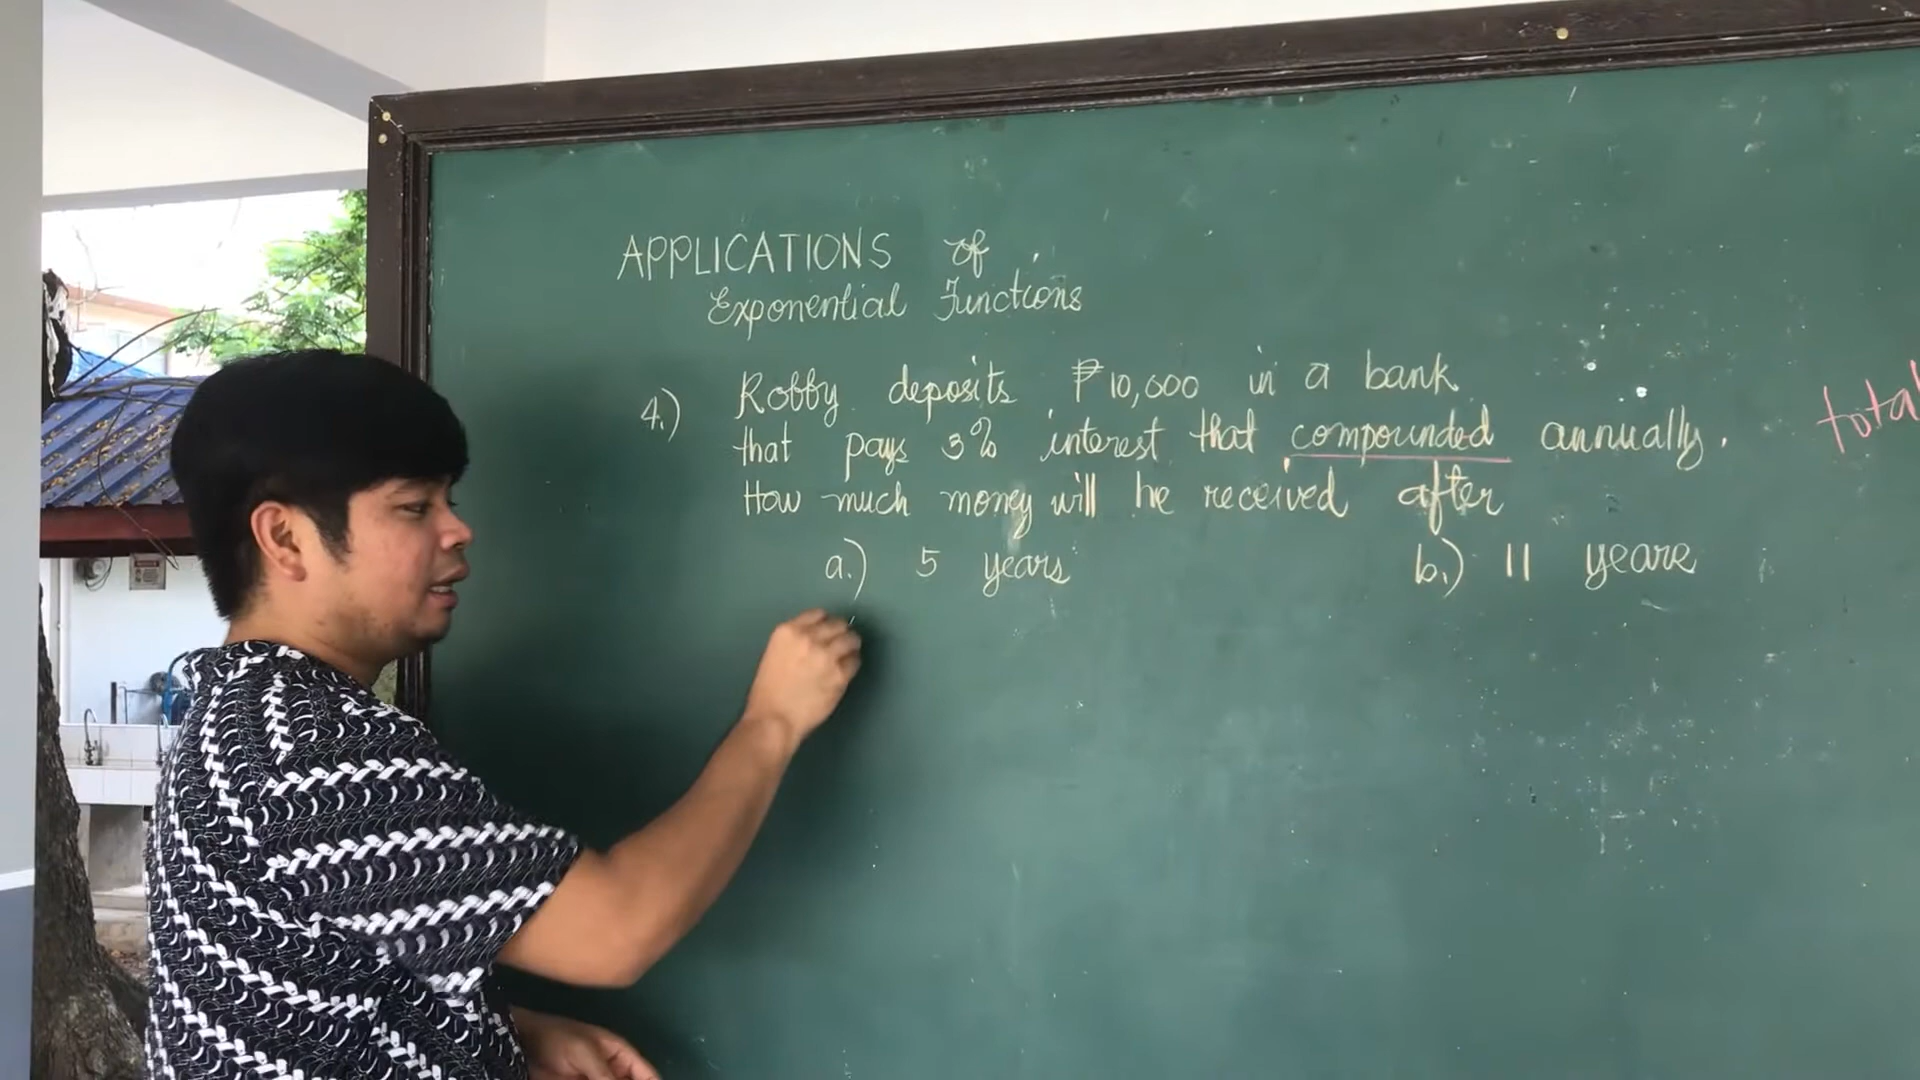 APPLICATIONS of
Exponential Functions
4.) Robby deposits ₱10,000 in a bank
that pays 3% interest that compounded annually.
How much money will he received after
a.) 5 years b.) 11 years
total